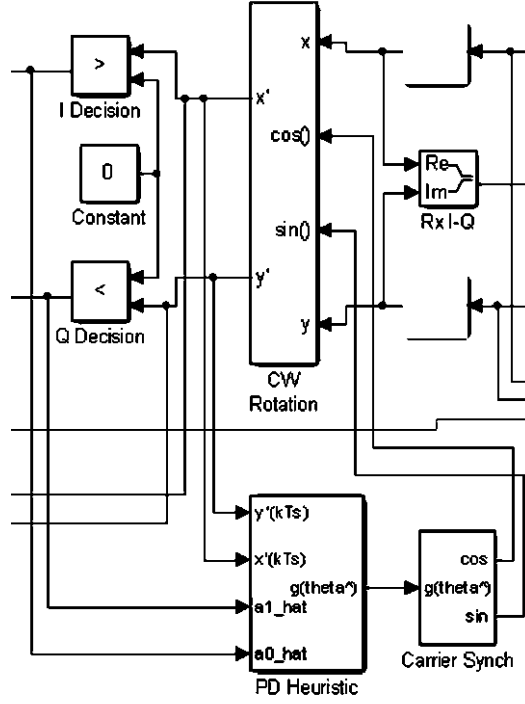 >
I Decision
0
Constant
<
Q Decision
x
x'
cos()
sin()
y'
y
CW
Rotation
Re
Im
Rx I-Q
y'(kTs)
x'(kTs)
g(theta^)
a1_hat
a0_hat
PD Heuristic
cos
g(theta^)
sin
Carrier Synch